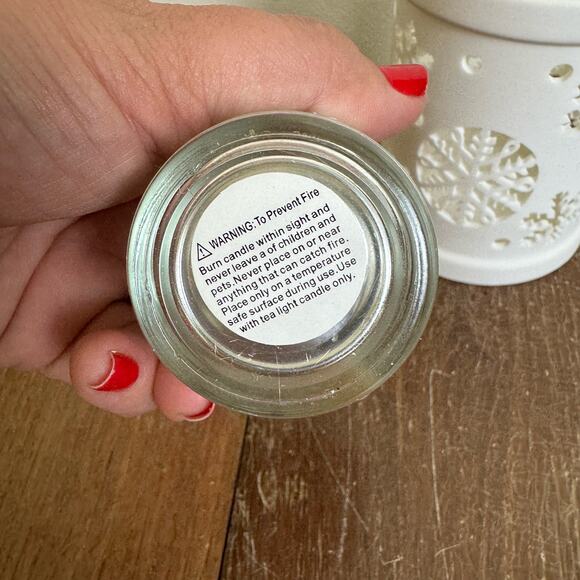 ⚠ WARNING: To Prevent Fire
Burn candle within sight and
never leave a of children and
pets. Never place on or near
anything that can catch fire.
Place only on a temperature
safe surface during use. Use
with tea light candle only.